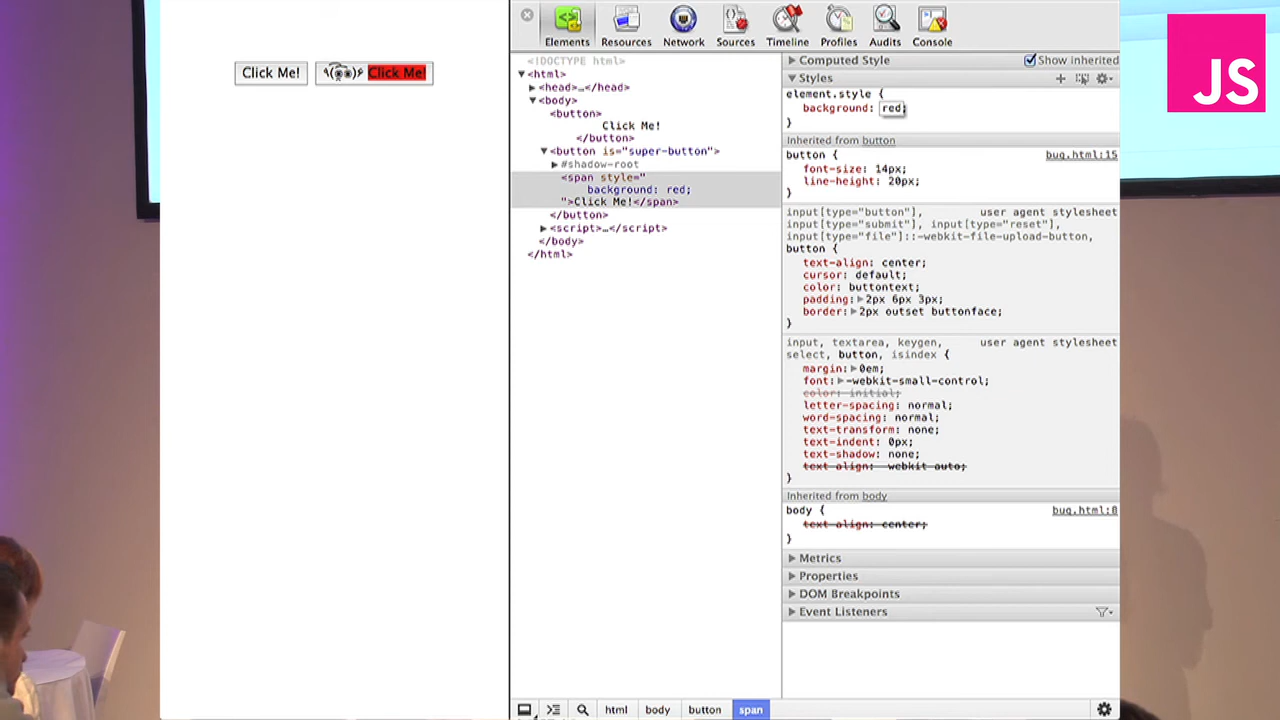 Click Me!
٩(͡๏̯͡๏)۶ Click Me!
Elements
Resources
Network
Sources
Timeline
Profiles
Audits
Console
<!DOCTYPE html>
▼<html>
▶<head>…</head>
▼<body>
<button>
Click Me!
</button>
▼<button is="super-button">
▶#shadow-root
<span style="
background: red;
">Click Me!</span>
</button>
▶<script>…</script>
</body>
</html>
▶ Computed Style
Show inherited
▼ Styles
element.style {
background: red;
}
Inherited from button
button {
bug.html:15
font-size: 14px;
line-height: 20px;
}
input[type="button"],
user agent stylesheet
input[type="submit"], input[type="reset"],
input[type="file"]::-webkit-file-upload-button,
button {
text-align: center;
cursor: default;
color: buttontext;
padding:▶2px 6px 3px;
border:▶2px outset buttonface;
}
input, textarea, keygen,
user agent stylesheet
select, button, isindex {
margin:▶0em;
font:▶-webkit-small-control;
color: initial;
letter-spacing: normal;
word-spacing: normal;
text-transform: none;
text-indent: 0px;
text-shadow: none;
text-align: -webkit-auto;
}
Inherited from body
body {
bug.html:8
text-align: center;
}
▶ Metrics
▶ Properties
▶ DOM Breakpoints
▶ Event Listeners
html
body
button
span
JS